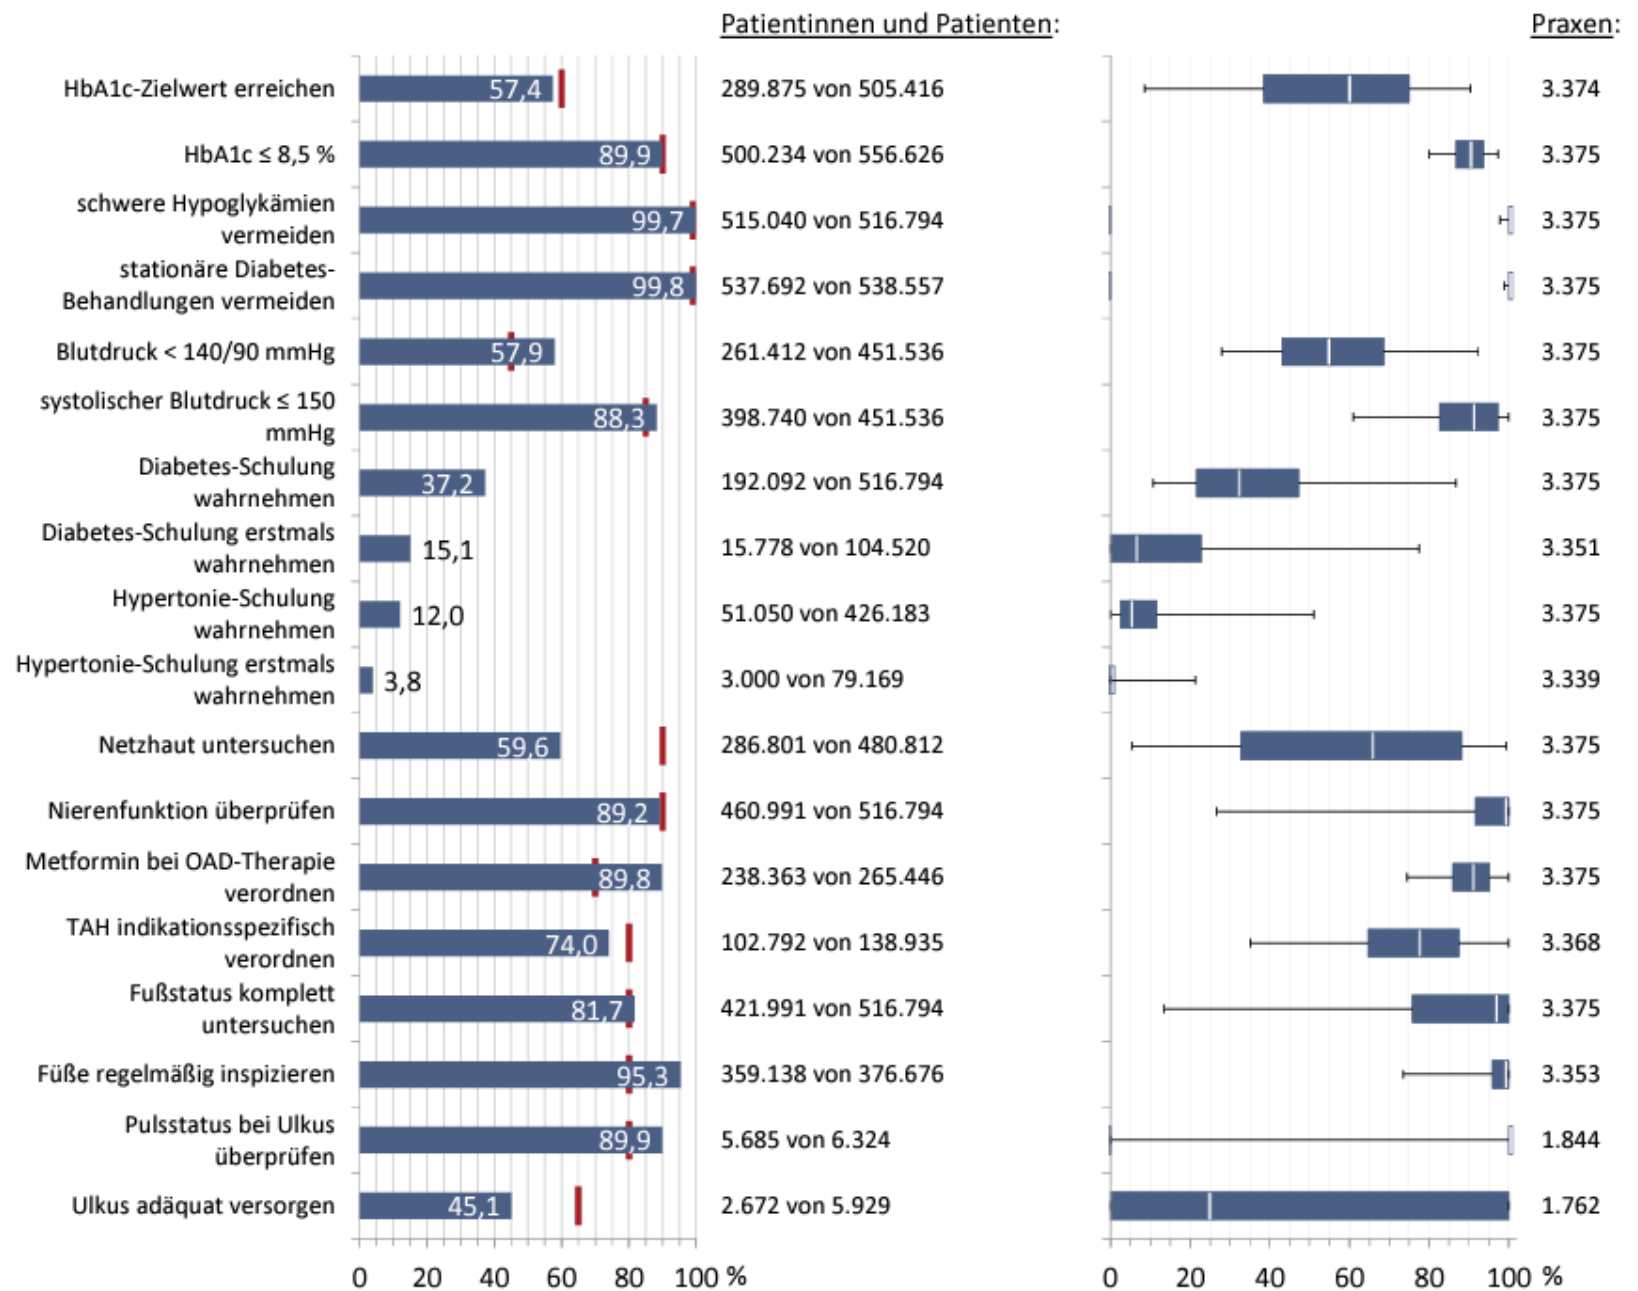 Patientinnen und Patienten: Praxen:
HbA1c-Zielwert erreichen 57,4 289.875 von 505.416 3.374
HbA1c ≤ 8,5 % 89,9 500.234 von 556.626 3.375
schwere Hypoglykämien
vermeiden 99,7 515.040 von 516.794 3.375
stationäre Diabetes-
Behandlungen vermeiden 99,8 537.692 von 538.557 3.375
Blutdruck < 140/90 mmHg 57,9 261.412 von 451.536 3.375
systolischer Blutdruck ≤ 150
mmHg 88,3 398.740 von 451.536 3.375
Diabetes-Schulung
wahrnehmen 37,2 192.092 von 516.794 3.375
Diabetes-Schulung erstmals
wahrnehmen 15,1 15.778 von 104.520 3.351
Hypertonie-Schulung
wahrnehmen 12,0 51.050 von 426.183 3.375
Hypertonie-Schulung erstmals
wahrnehmen 3,8 3.000 von 79.169 3.339
Netzhaut untersuchen 59,6 286.801 von 480.812 3.375
Nierenfunktion überprüfen 89,2 460.991 von 516.794 3.375
Metformin bei OAD-Therapie
verordnen 89,8 238.363 von 265.446 3.375
TAH indikationsspezifisch
verordnen 74,0 102.792 von 138.935 3.368
Fußstatus komplett
untersuchen 81,7 421.991 von 516.794 3.375
Füße regelmäßig inspizieren 95,3 359.138 von 376.676 3.353
Pulsstatus bei Ulkus
überprüfen 89,9 5.685 von 6.324 1.844
Ulkus adäquat versorgen 45,1 2.672 von 5.929 1.762
0 20 40 60 80 100 % 0 20 40 60 80 100 %